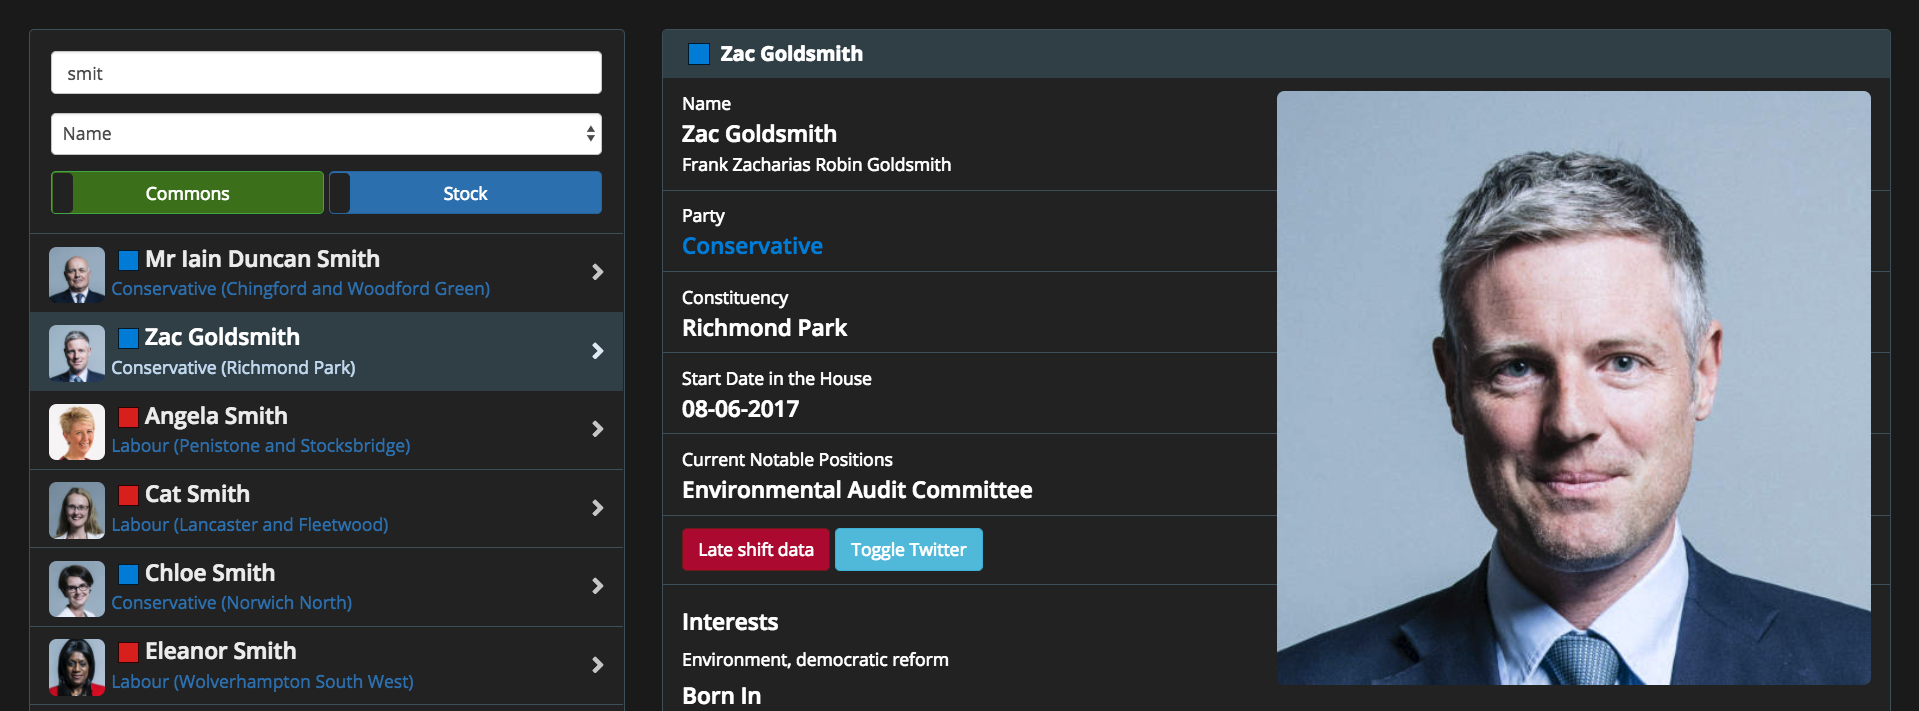 smit
Name
Commons
Stock
Mr Iain Duncan Smith
Conservative (Chingford and Woodford Green)
Zac Goldsmith
Conservative (Richmond Park)
Angela Smith
Labour (Penistone and Stocksbridge)
Cat Smith
Labour (Lancaster and Fleetwood)
Chloe Smith
Conservative (Norwich North)
Eleanor Smith
Labour (Wolverhampton South West)
Zac Goldsmith
Name
Zac Goldsmith
Frank Zacharias Robin Goldsmith
Party
Conservative
Constituency
Richmond Park
Start Date in the House
08-06-2017
Current Notable Positions
Environmental Audit Committee
Late shift data
Toggle Twitter
Interests
Environment, democratic reform
Born In